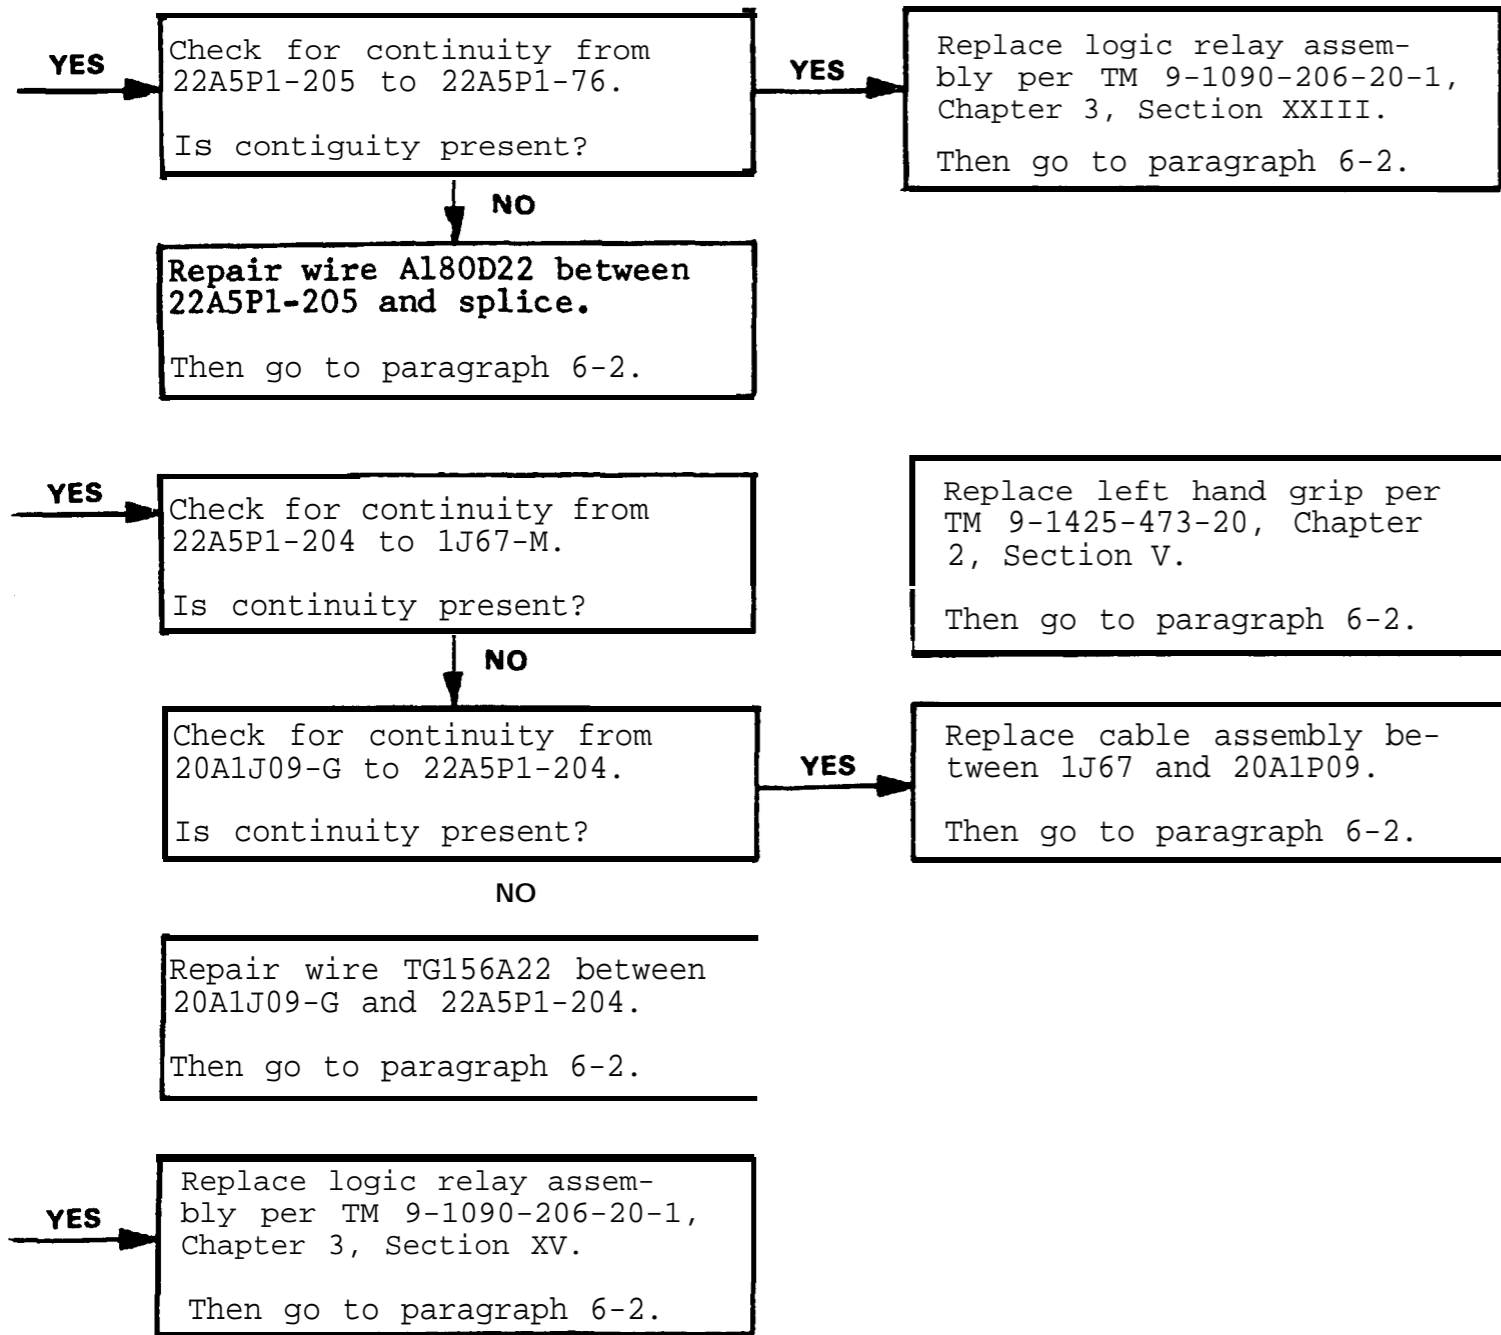 YES
Check for continuity from
22A5P1-205 to 22A5P1-76.
Is contiguity present?
YES
Replace logic relay assem-
bly per TM 9-1090-206-20-1,
Chapter 3, Section XXIII.
Then go to paragraph 6-2.
NO
Repair wire A180D22 between
22A5P1-205 and splice.
Then go to paragraph 6-2.
YES
Check for continuity from
22A5P1-204 to 1J67-M.
Is continuity present?
Replace left hand grip per
TM 9-1425-473-20, Chapter
2, Section V.
Then go to paragraph 6-2.
NO
Check for continuity from
20A1J09-G to 22A5P1-204.
Is continuity present?
YES
Replace cable assembly be-
tween 1J67 and 20A1P09.
Then go to paragraph 6-2.
NO
Repair wire TG156A22 between
20A1J09-G and 22A5P1-204.
Then go to paragraph 6-2.
YES
Replace logic relay assem-
bly per TM 9-1090-206-20-1,
Chapter 3, Section XV.
Then go to paragraph 6-2.